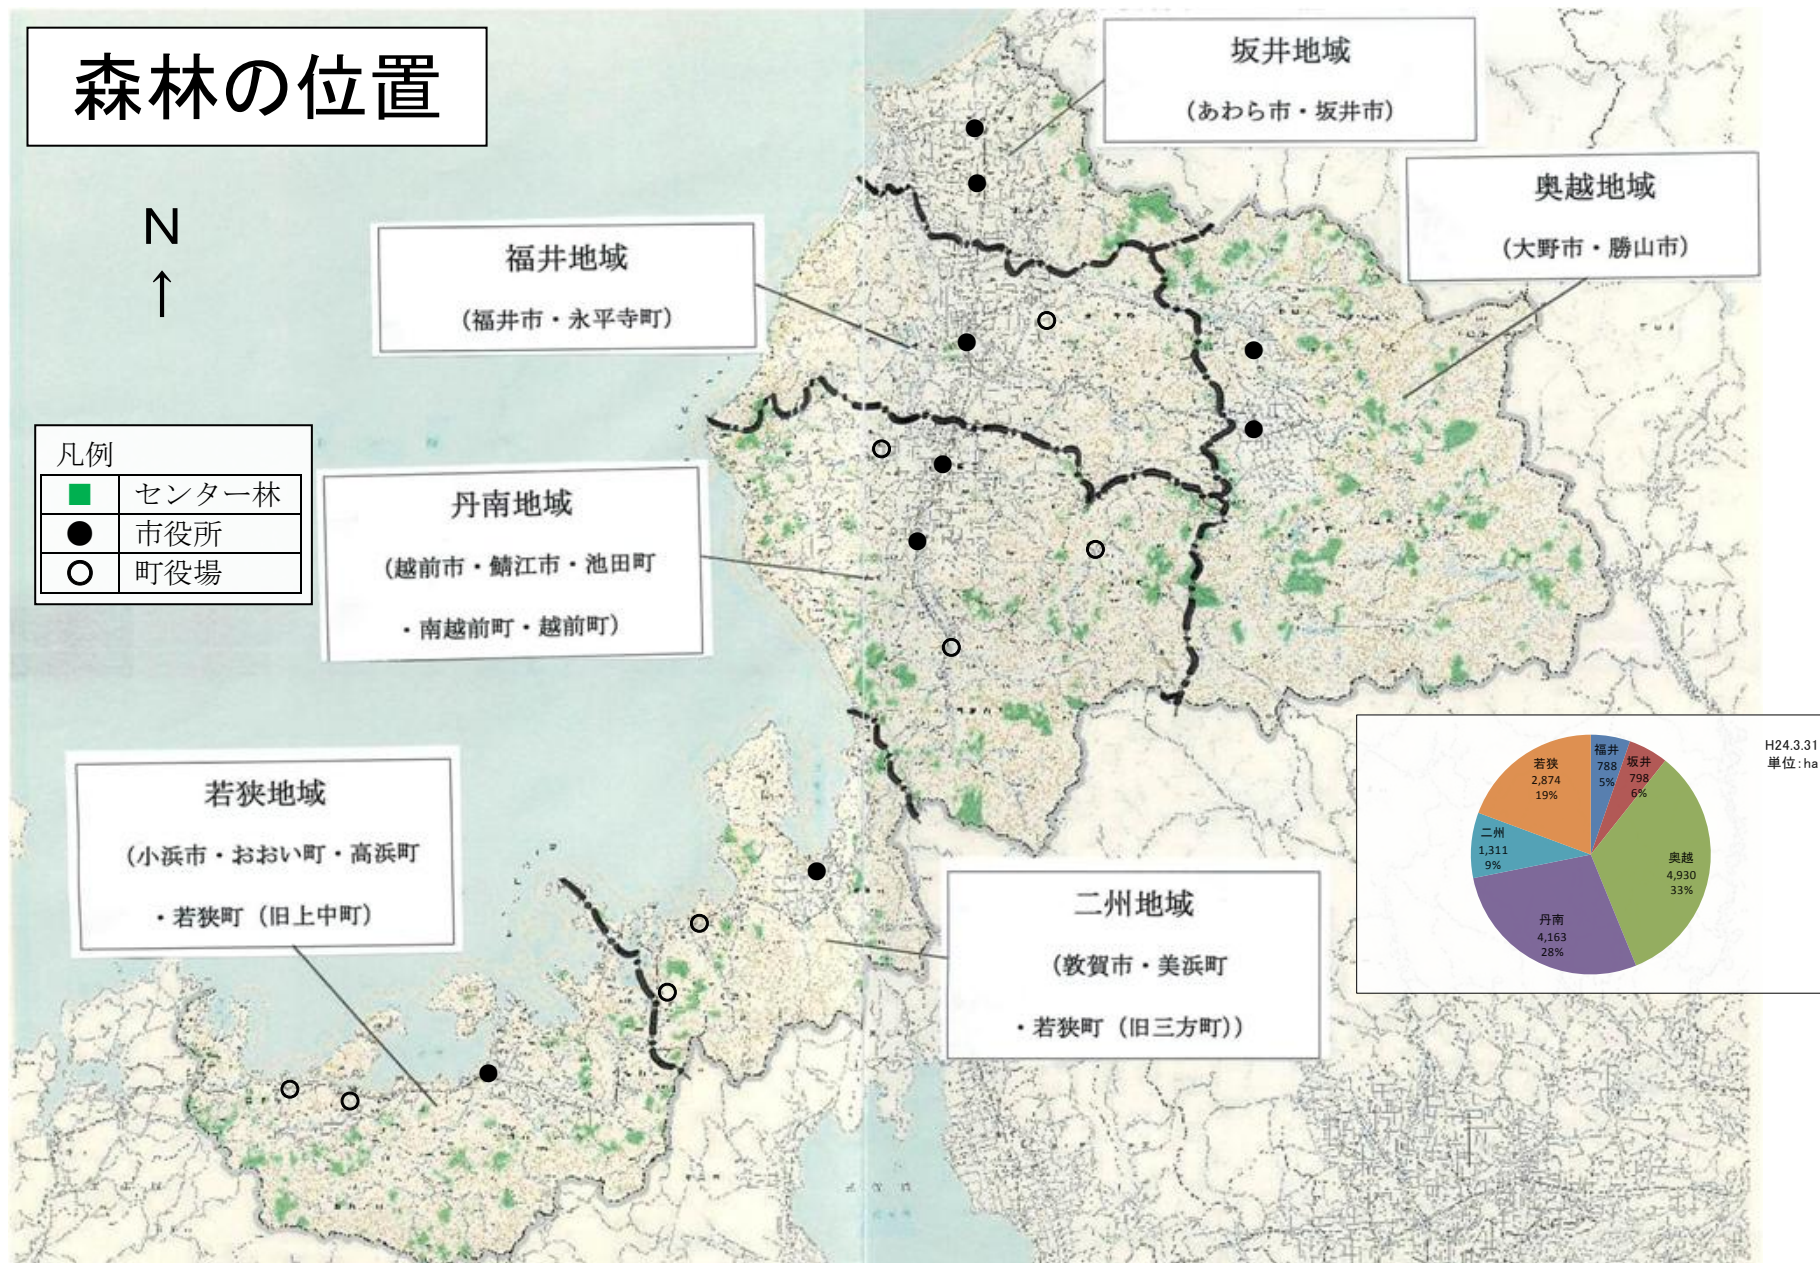 森林の位置
N
↑
坂井地域
(あわら市・坂井市)
奥越地域
(大野市・勝山市)
福井地域
(福井市・永平寺町)
凡例
センター林
市役所
町役場
丹南地域
(越前市・鯖江市・池田町
・南越前町・越前町)
若狭地域
(小浜市・おおい町・高浜町
・若狭町(旧上中町)
二州地域
(敦賀市・美浜町
・若狭町(旧三方町))
H24.3.31
単位:ha
福井
788
5%
坂井
798
6%
奥越
4,930
33%
丹南
4,163
28%
二州
1,311
9%
若狭
2,874
19%